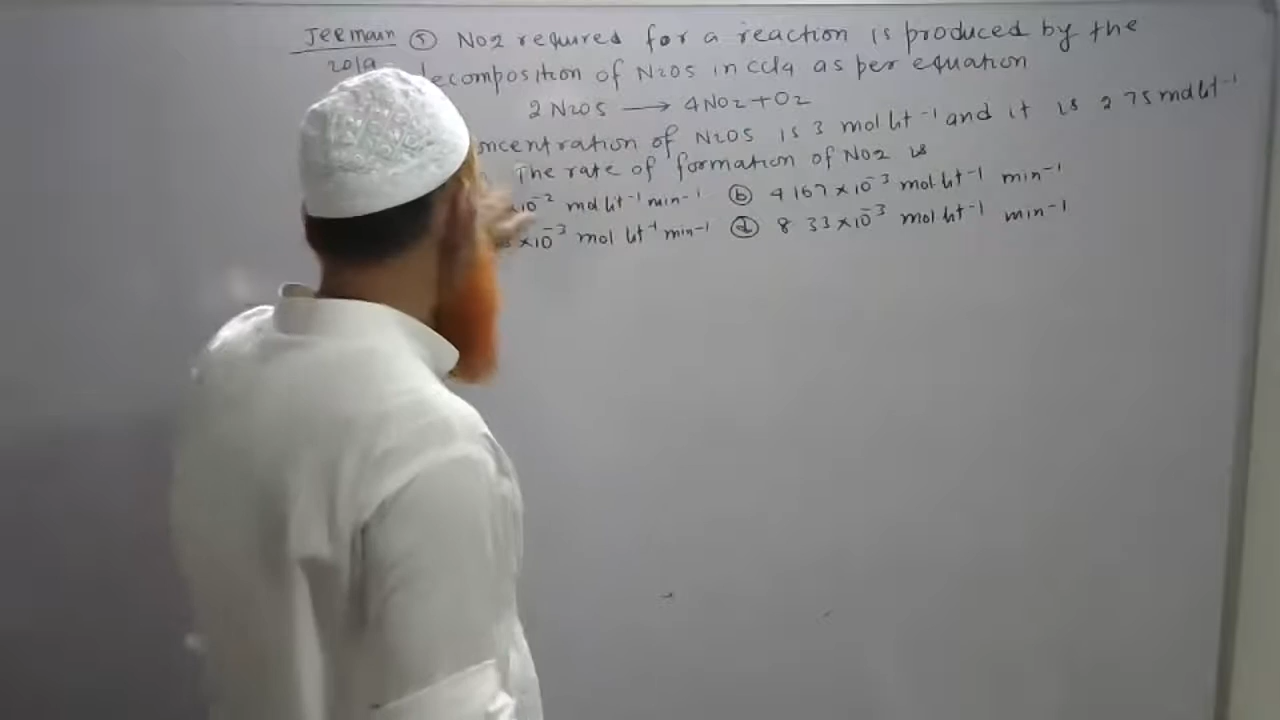 Jeemain ⑤ NO2 required for a reaction is produced by the
2019 decomposition of N2O5 in CCl4 as per equation
2 N2O5 ⟶ 4NO2 + O2
ncentration of N2O5 is 3 mol lit⁻¹ and it is 2 75 mol lit⁻¹
The rate of formation of NO2 is
×10⁻² mol lit⁻¹ min⁻¹ ⓑ 4 167 × 10⁻³ mol lit⁻¹ min⁻¹
×10⁻³ mol lit⁻¹ min⁻¹ ⓓ 8 33 × 10⁻³ mol lit⁻¹ min⁻¹